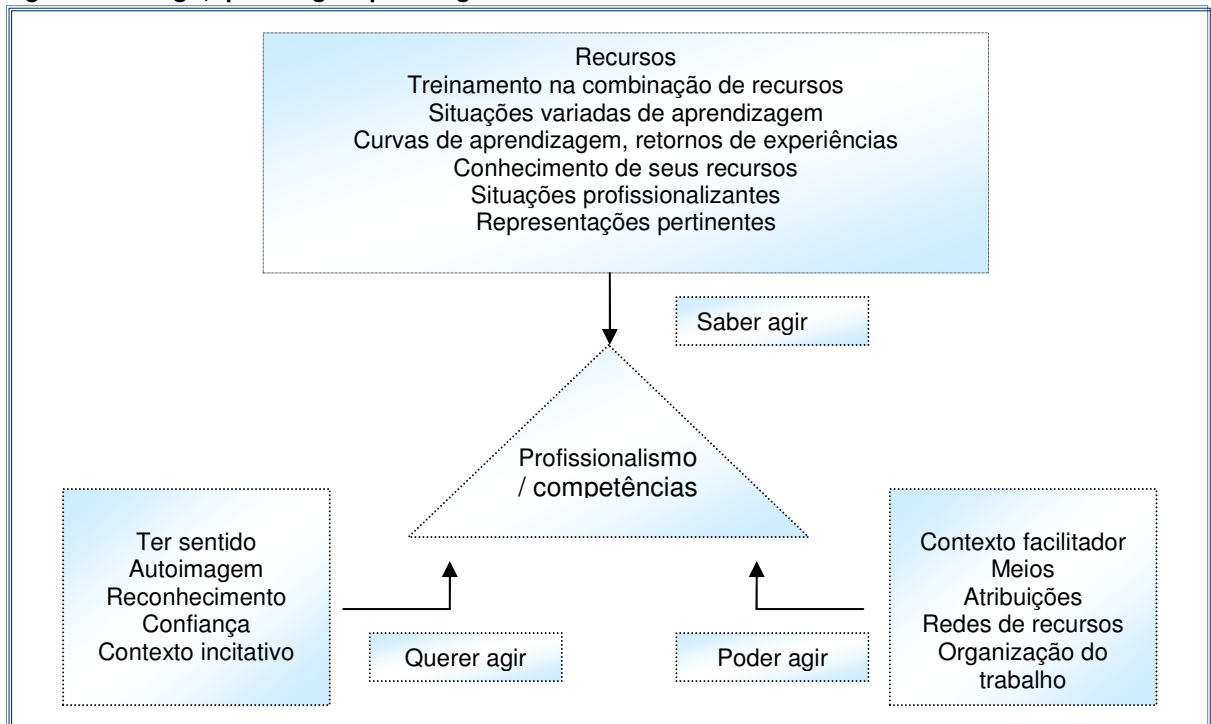 Recursos
Treinamento na combinação de recursos
Situações variadas de aprendizagem
Curvas de aprendizagem, retornos de experiências
Conhecimento de seus recursos
Situações profissionalizantes
Representações pertinentes
Saber agir
Profissionalismo
/ competências
Ter sentido
Autoimagem
Reconhecimento
Confiança
Contexto incitativo
Querer agir
Poder agir
Contexto facilitador
Meios
Atribuições
Redes de recursos
Organização do
trabalho